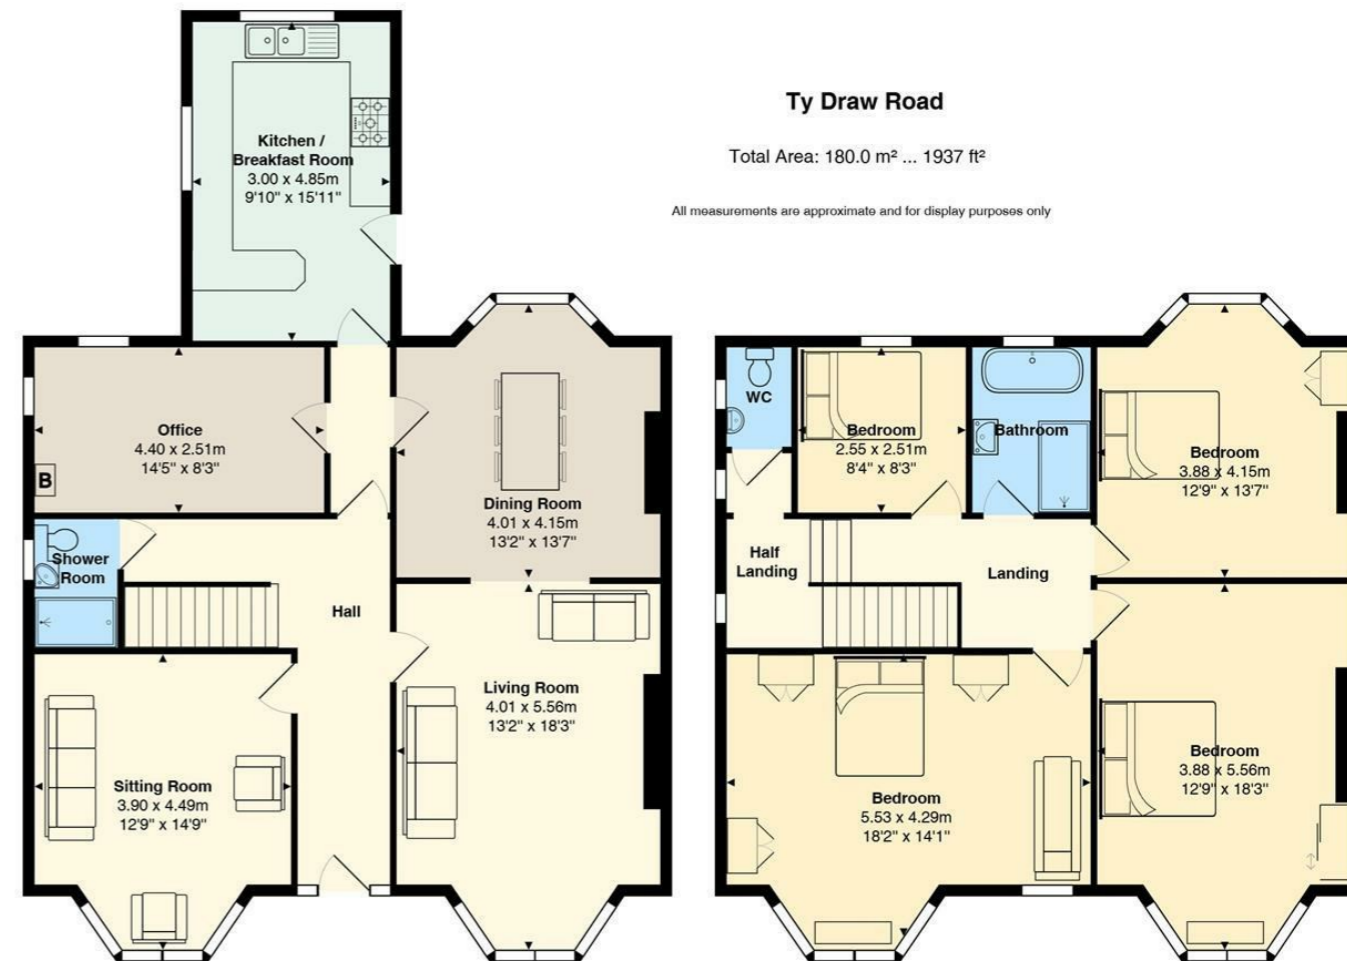 Ty Draw Road
Total Area: 180.0 m² ... 1937 ft²
All measurements are approximate and for display purposes only
Kitchen /
Breakfast Room
3.00 x 4.85m
9'10" x 15'11"
Office
4.40 x 2.51m
14'5" x 8'3"
B
Dining Room
4.01 x 4.15m
13'2" x 13'7"
Shower
Room
Hall
Living Room
4.01 x 5.56m
13'2" x 18'3"
Sitting Room
3.90 x 4.49m
12'9" x 14'9"
WC
Bedroom
2.55 x 2.51m
8'4" x 8'3"
Bathroom
Bedroom
3.88 x 4.15m
12'9" x 13'7"
Half
Landing
Landing
Bedroom
5.53 x 4.29m
18'2" x 14'1"
Bedroom
3.88 x 5.56m
12'9" x 18'3"